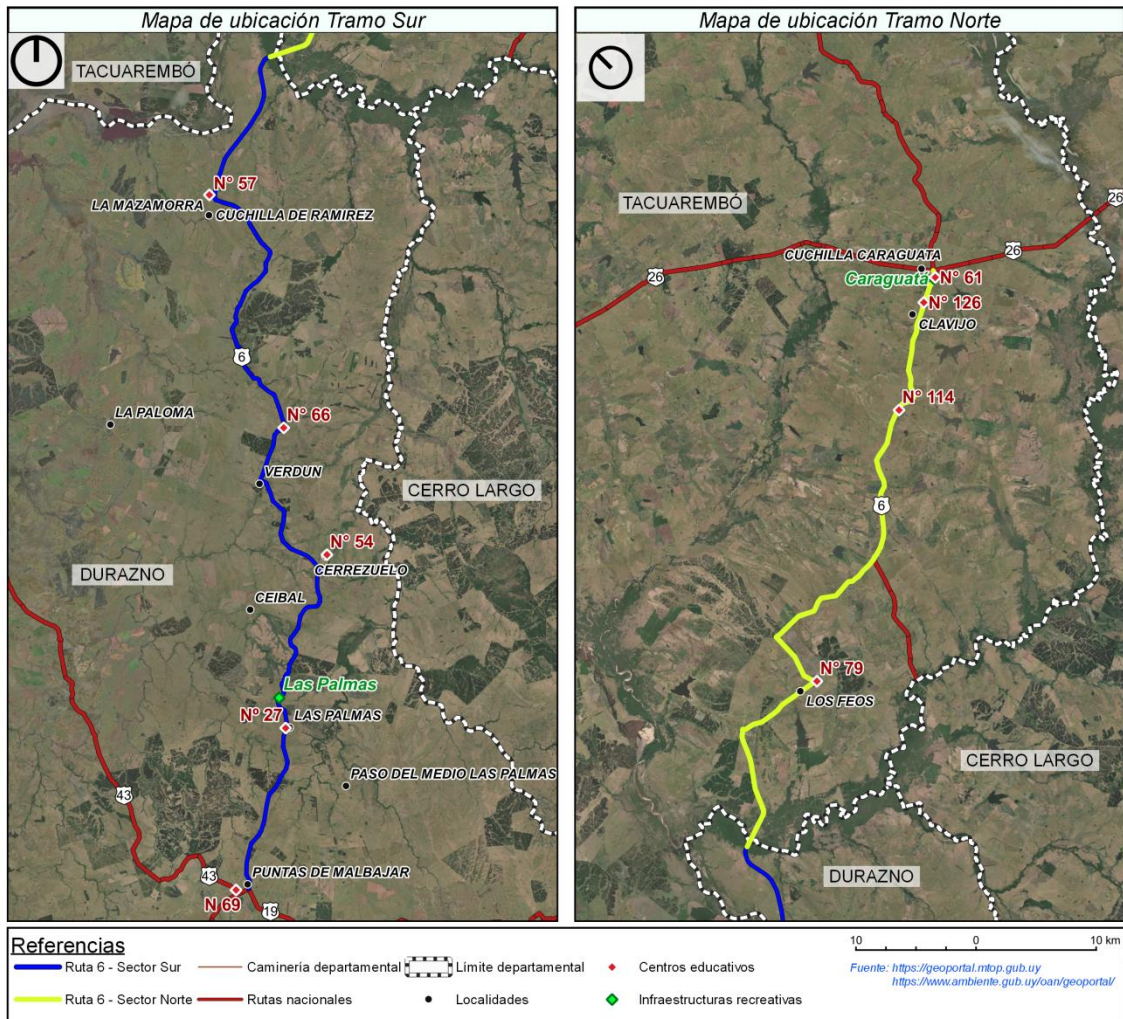 Mapa de ubicación Tramo Sur
TACUAREMBÓ
N° 57
LA MAZAMORRA
CUCHILLA DE RAMIREZ
6
N° 66
LA PALOMA
VERDUN
CERRO LARGO
N° 54
CERREZUELO
DURAZNO
CEIBAL
Las Palmas
N° 27
LAS PALMAS
PASO DEL MEDIO LAS PALMAS
43
PUNTAS DE MALBAJAR
43
N 69
19
Mapa de ubicación Tramo Norte
TACUAREMBÓ
26
26
CUCHILLA CARAGUATA
26
Caraguatá
N° 61
N° 126
CLAVIJO
N° 114
6
N° 79
LOS FEOS
CERRO LARGO
DURAZNO
Referencias
Ruta 6 - Sector Sur
Caminería departamental
Límite departamental
Centros educativos
Ruta 6 - Sector Norte
Rutas nacionales
Localidades
Infraestructuras recreativas
10 0 10 km
Fuente: https://geoportal.mtop.gub.uy
https://www.ambiente.gub.uy/oan/geoportal/